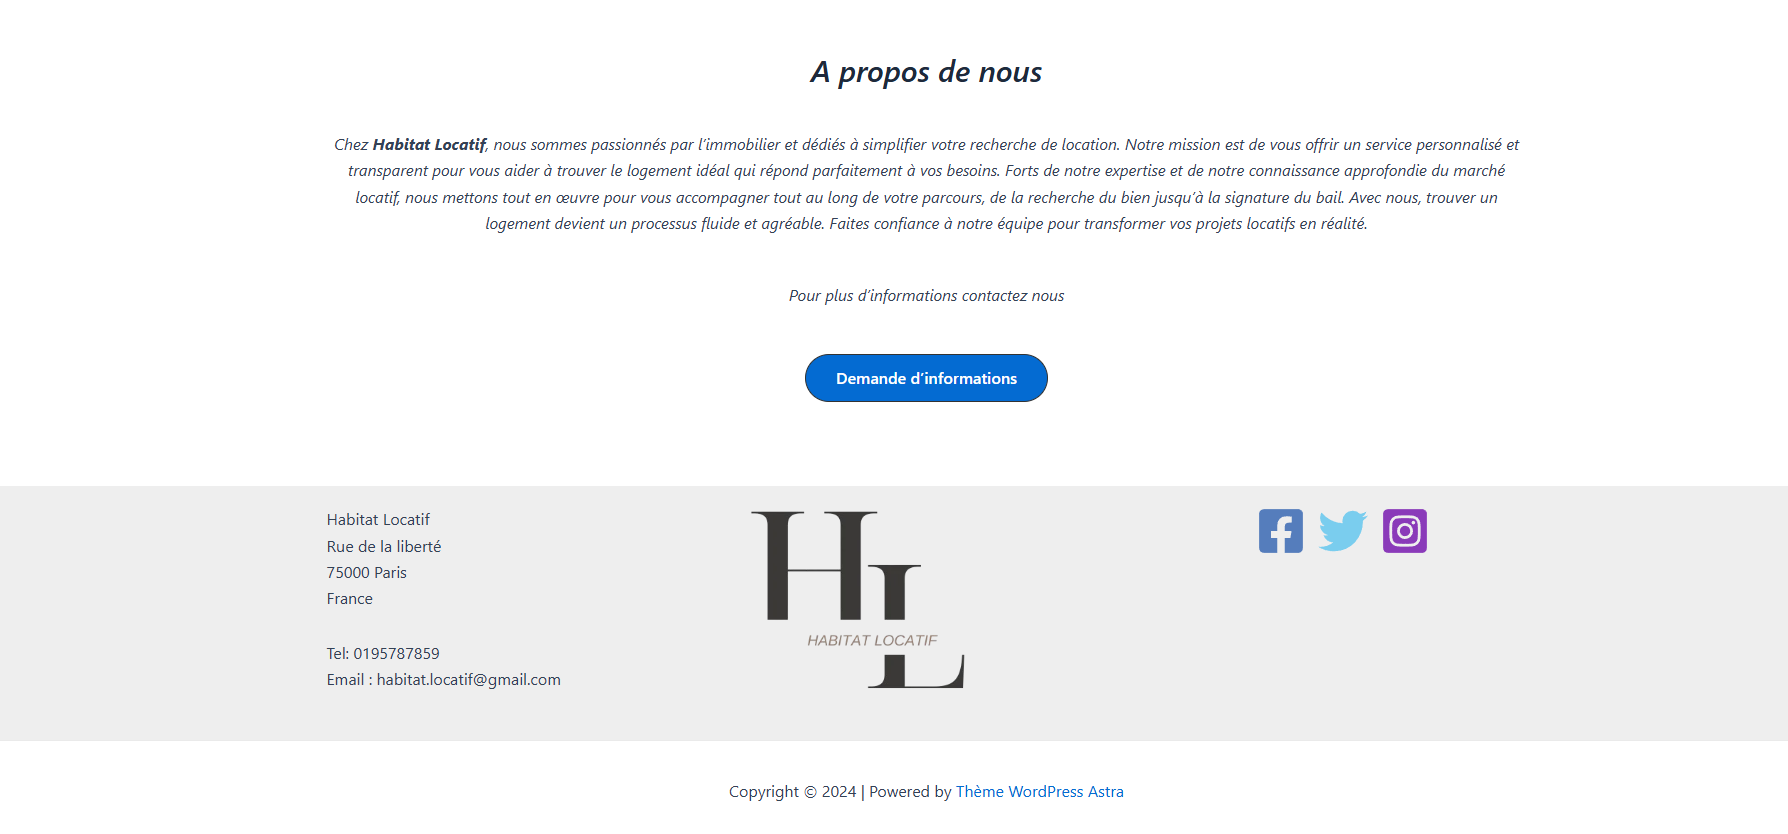 A propos de nous
Chez Habitat Locatif, nous sommes passionnés par l’immobilier et dédiés à simplifier votre recherche de location. Notre mission est de vous offrir un service personnalisé et
transparent pour vous aider à trouver le logement idéal qui répond parfaitement à vos besoins. Forts de notre expertise et de notre connaissance approfondie du marché
locatif, nous mettons tout en œuvre pour vous accompagner tout au long de votre parcours, de la recherche du bien jusqu’à la signature du bail. Avec nous, trouver un
logement devient un processus fluide et agréable. Faites confiance à notre équipe pour transformer vos projets locatifs en réalité.
Pour plus d’informations contactez nous
Demande d’informations
Habitat Locatif
Rue de la liberté
75000 Paris
France
Tel: 0195787859
Email : habitat.locatif@gmail.com
HL
HABITAT LOCATIF
Copyright © 2024 | Powered by Thème WordPress Astra